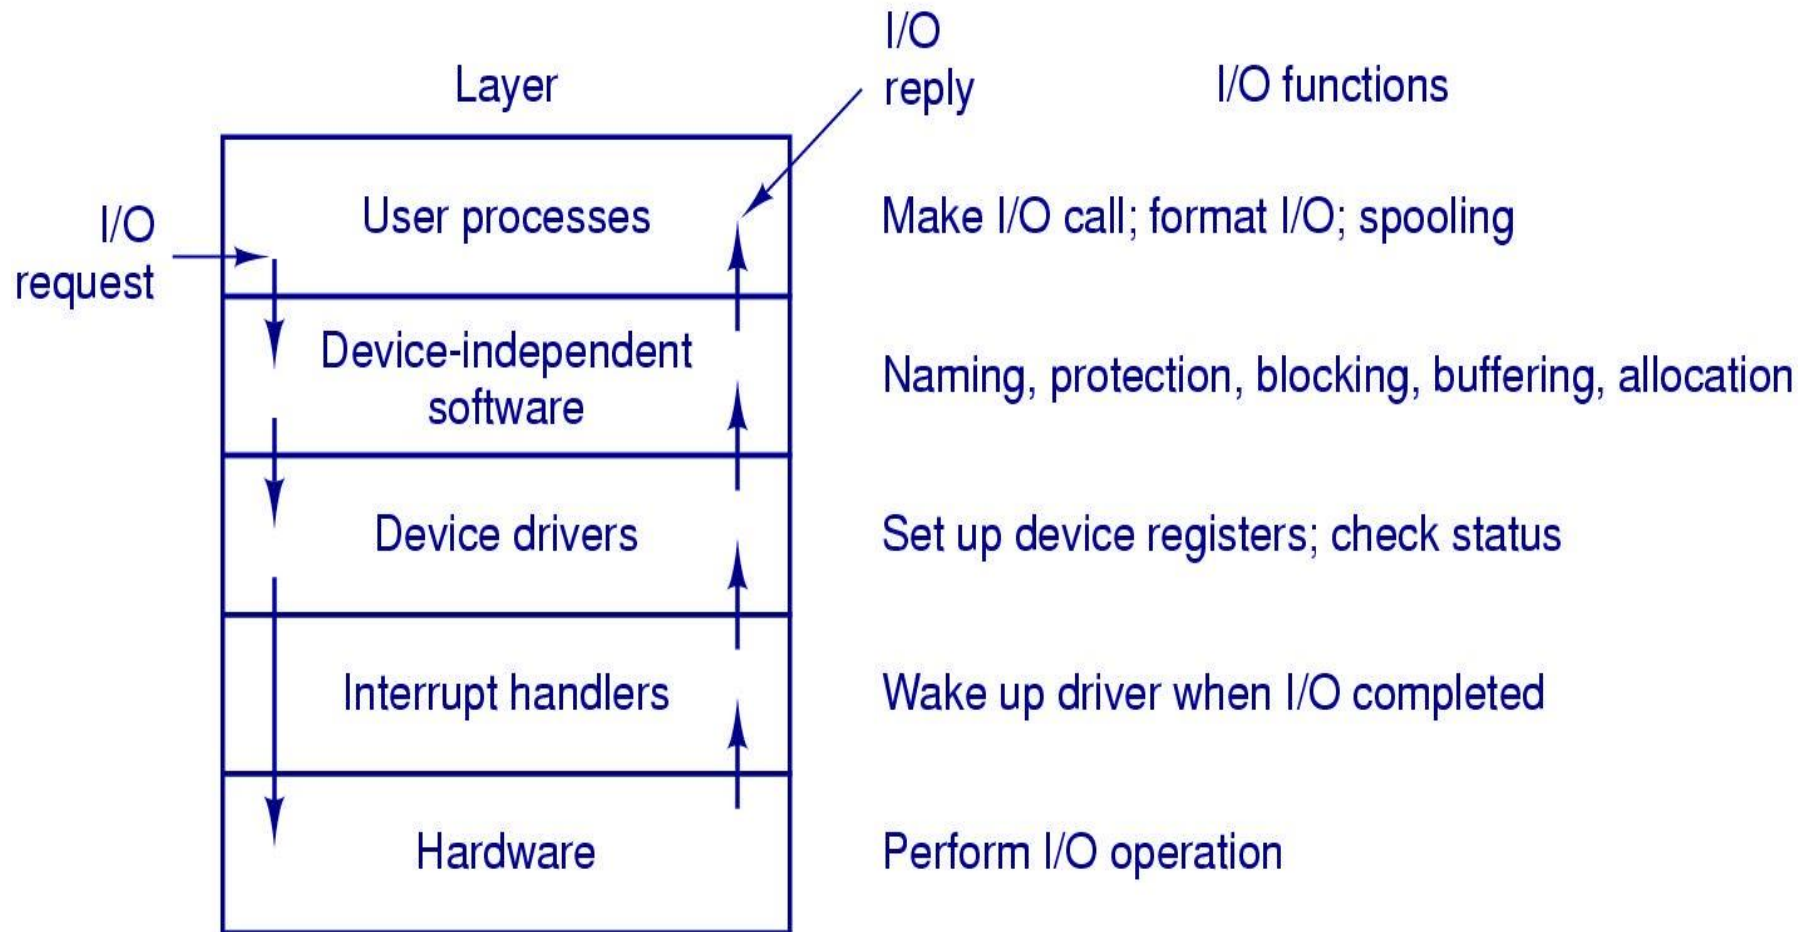 I/O
reply
Layer
I/O functions
I/O
request
User processes
Make I/O call; format I/O; spooling
Device-independent
software
Naming, protection, blocking, buffering, allocation
Device drivers
Set up device registers; check status
Interrupt handlers
Wake up driver when I/O completed
Hardware
Perform I/O operation